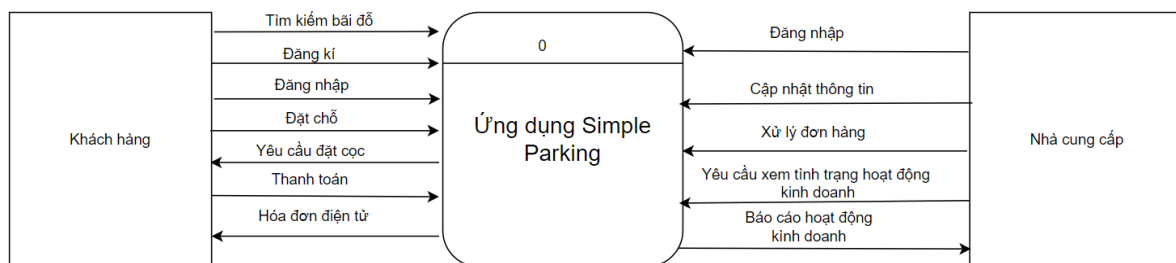 Khách hàng
Tìm kiếm bãi đỗ
Đăng kí
Đăng nhập
Đặt chỗ
Yêu cầu đặt cọc
Thanh toán
Hóa đơn điện tử
0
Ứng dụng Simple
Parking
Đăng nhập
Cập nhật thông tin
Xử lý đơn hàng
Yêu cầu xem tình trạng hoạt động
kinh doanh
Báo cáo hoạt động
kình doanh
Nhà cung cấp